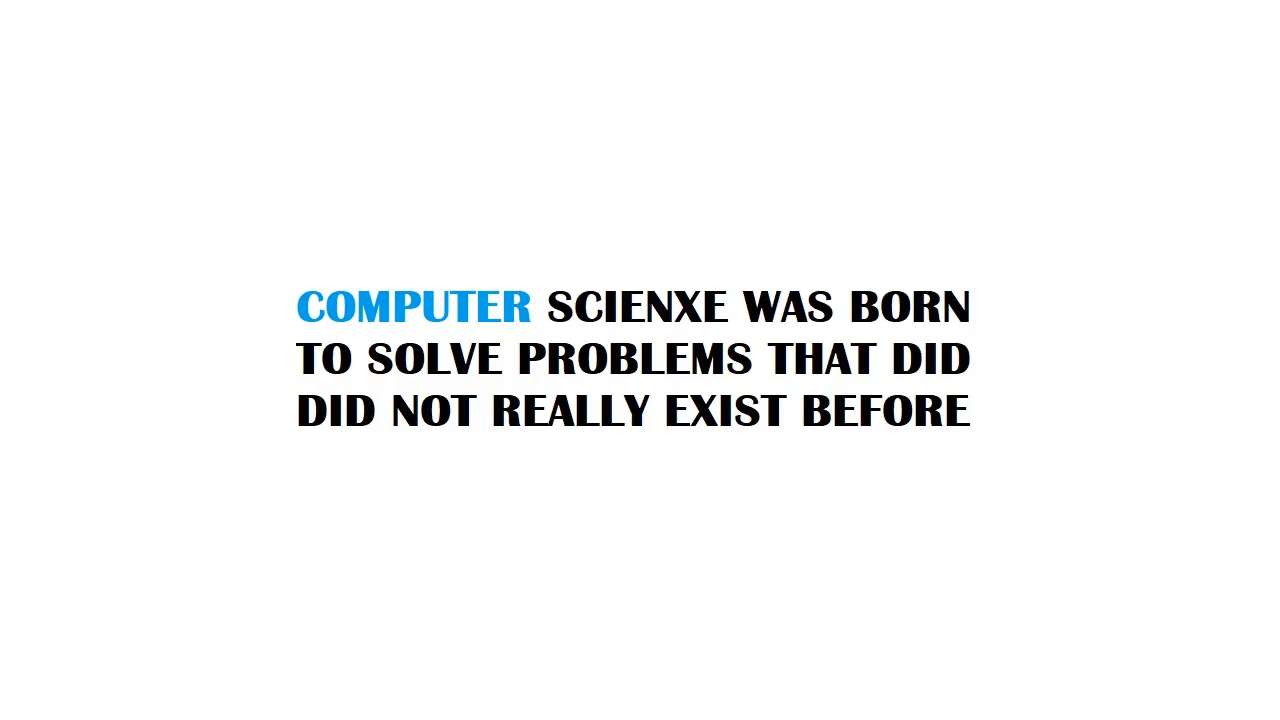 COMPUTER SCIENXE WAS BORN
TO SOLVE PROBLEMS THAT DID
DID NOT REALLY EXIST BEFORE